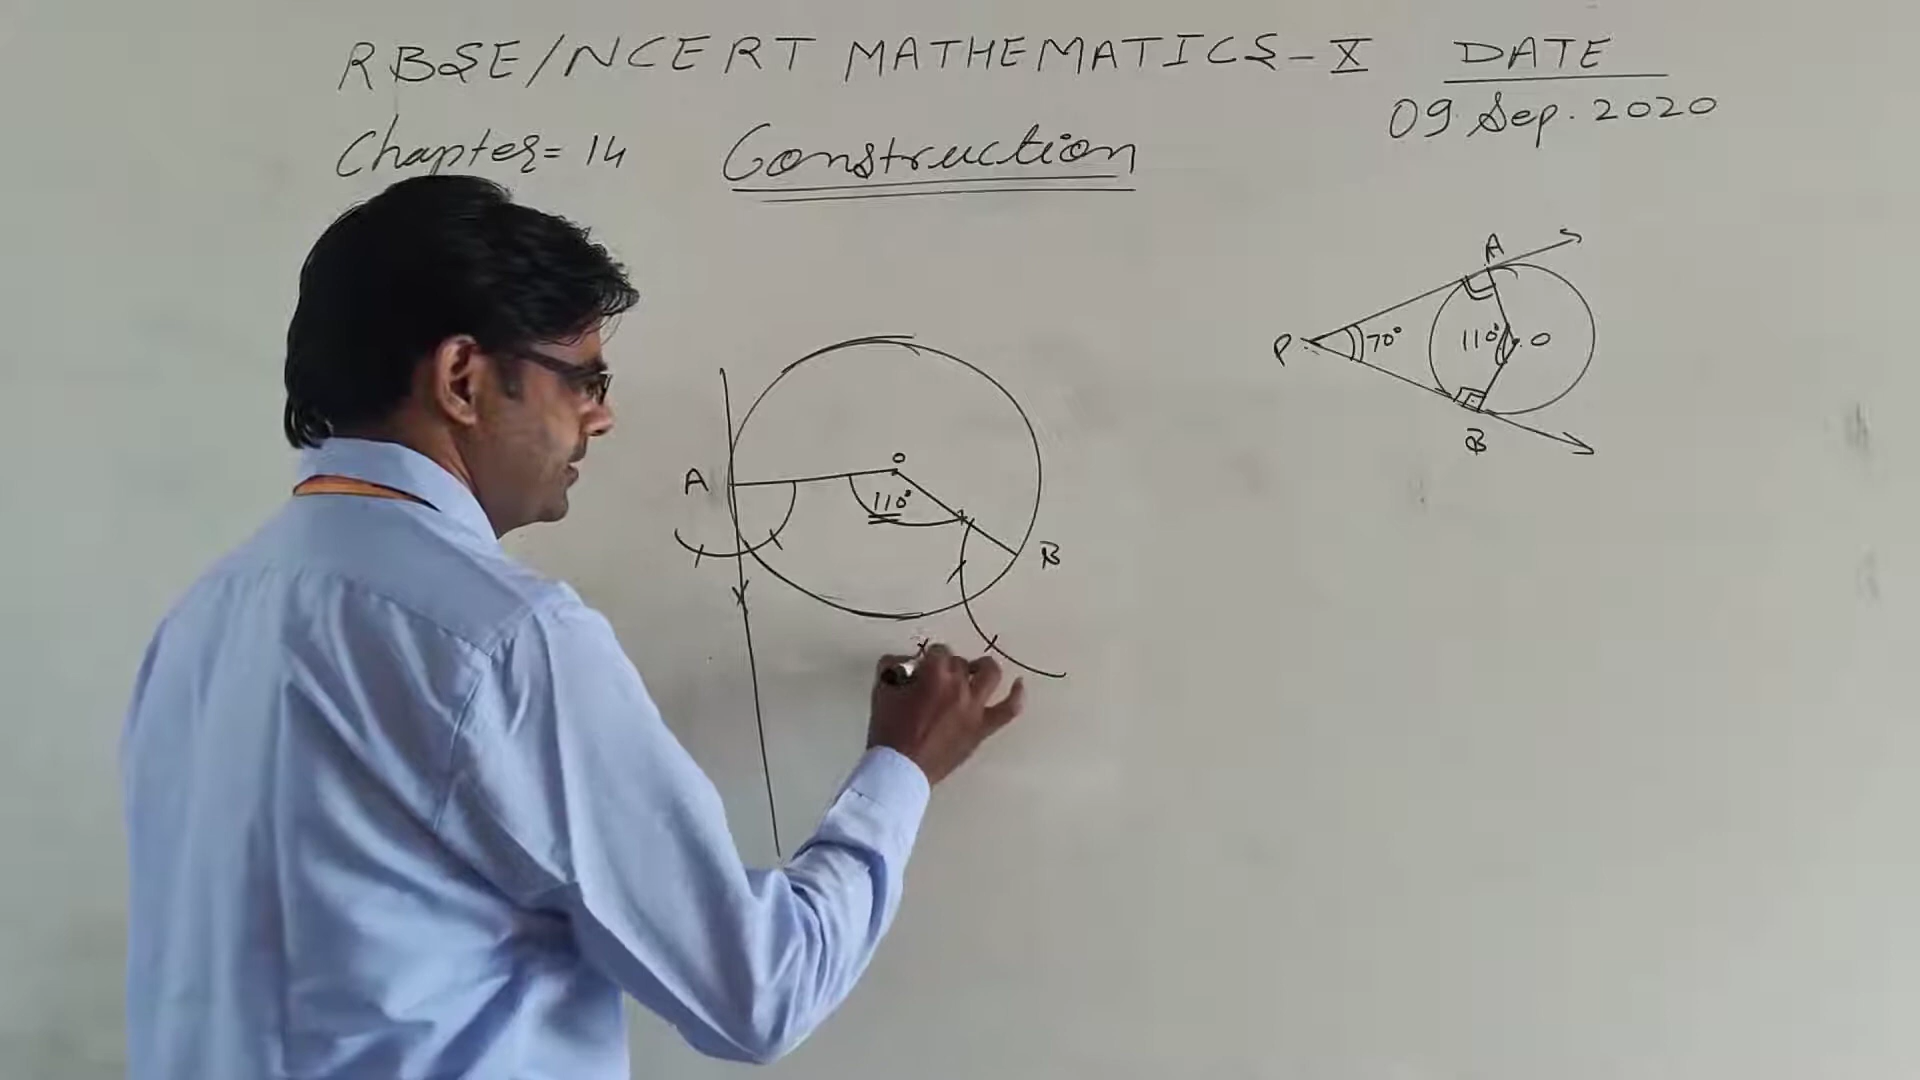 RBSE/NCERT MATHEMATICS-X DATE
09 Sep. 2020
Chapter= 14 Construction
A
P 70° 110° O
B
O
A 110°
B